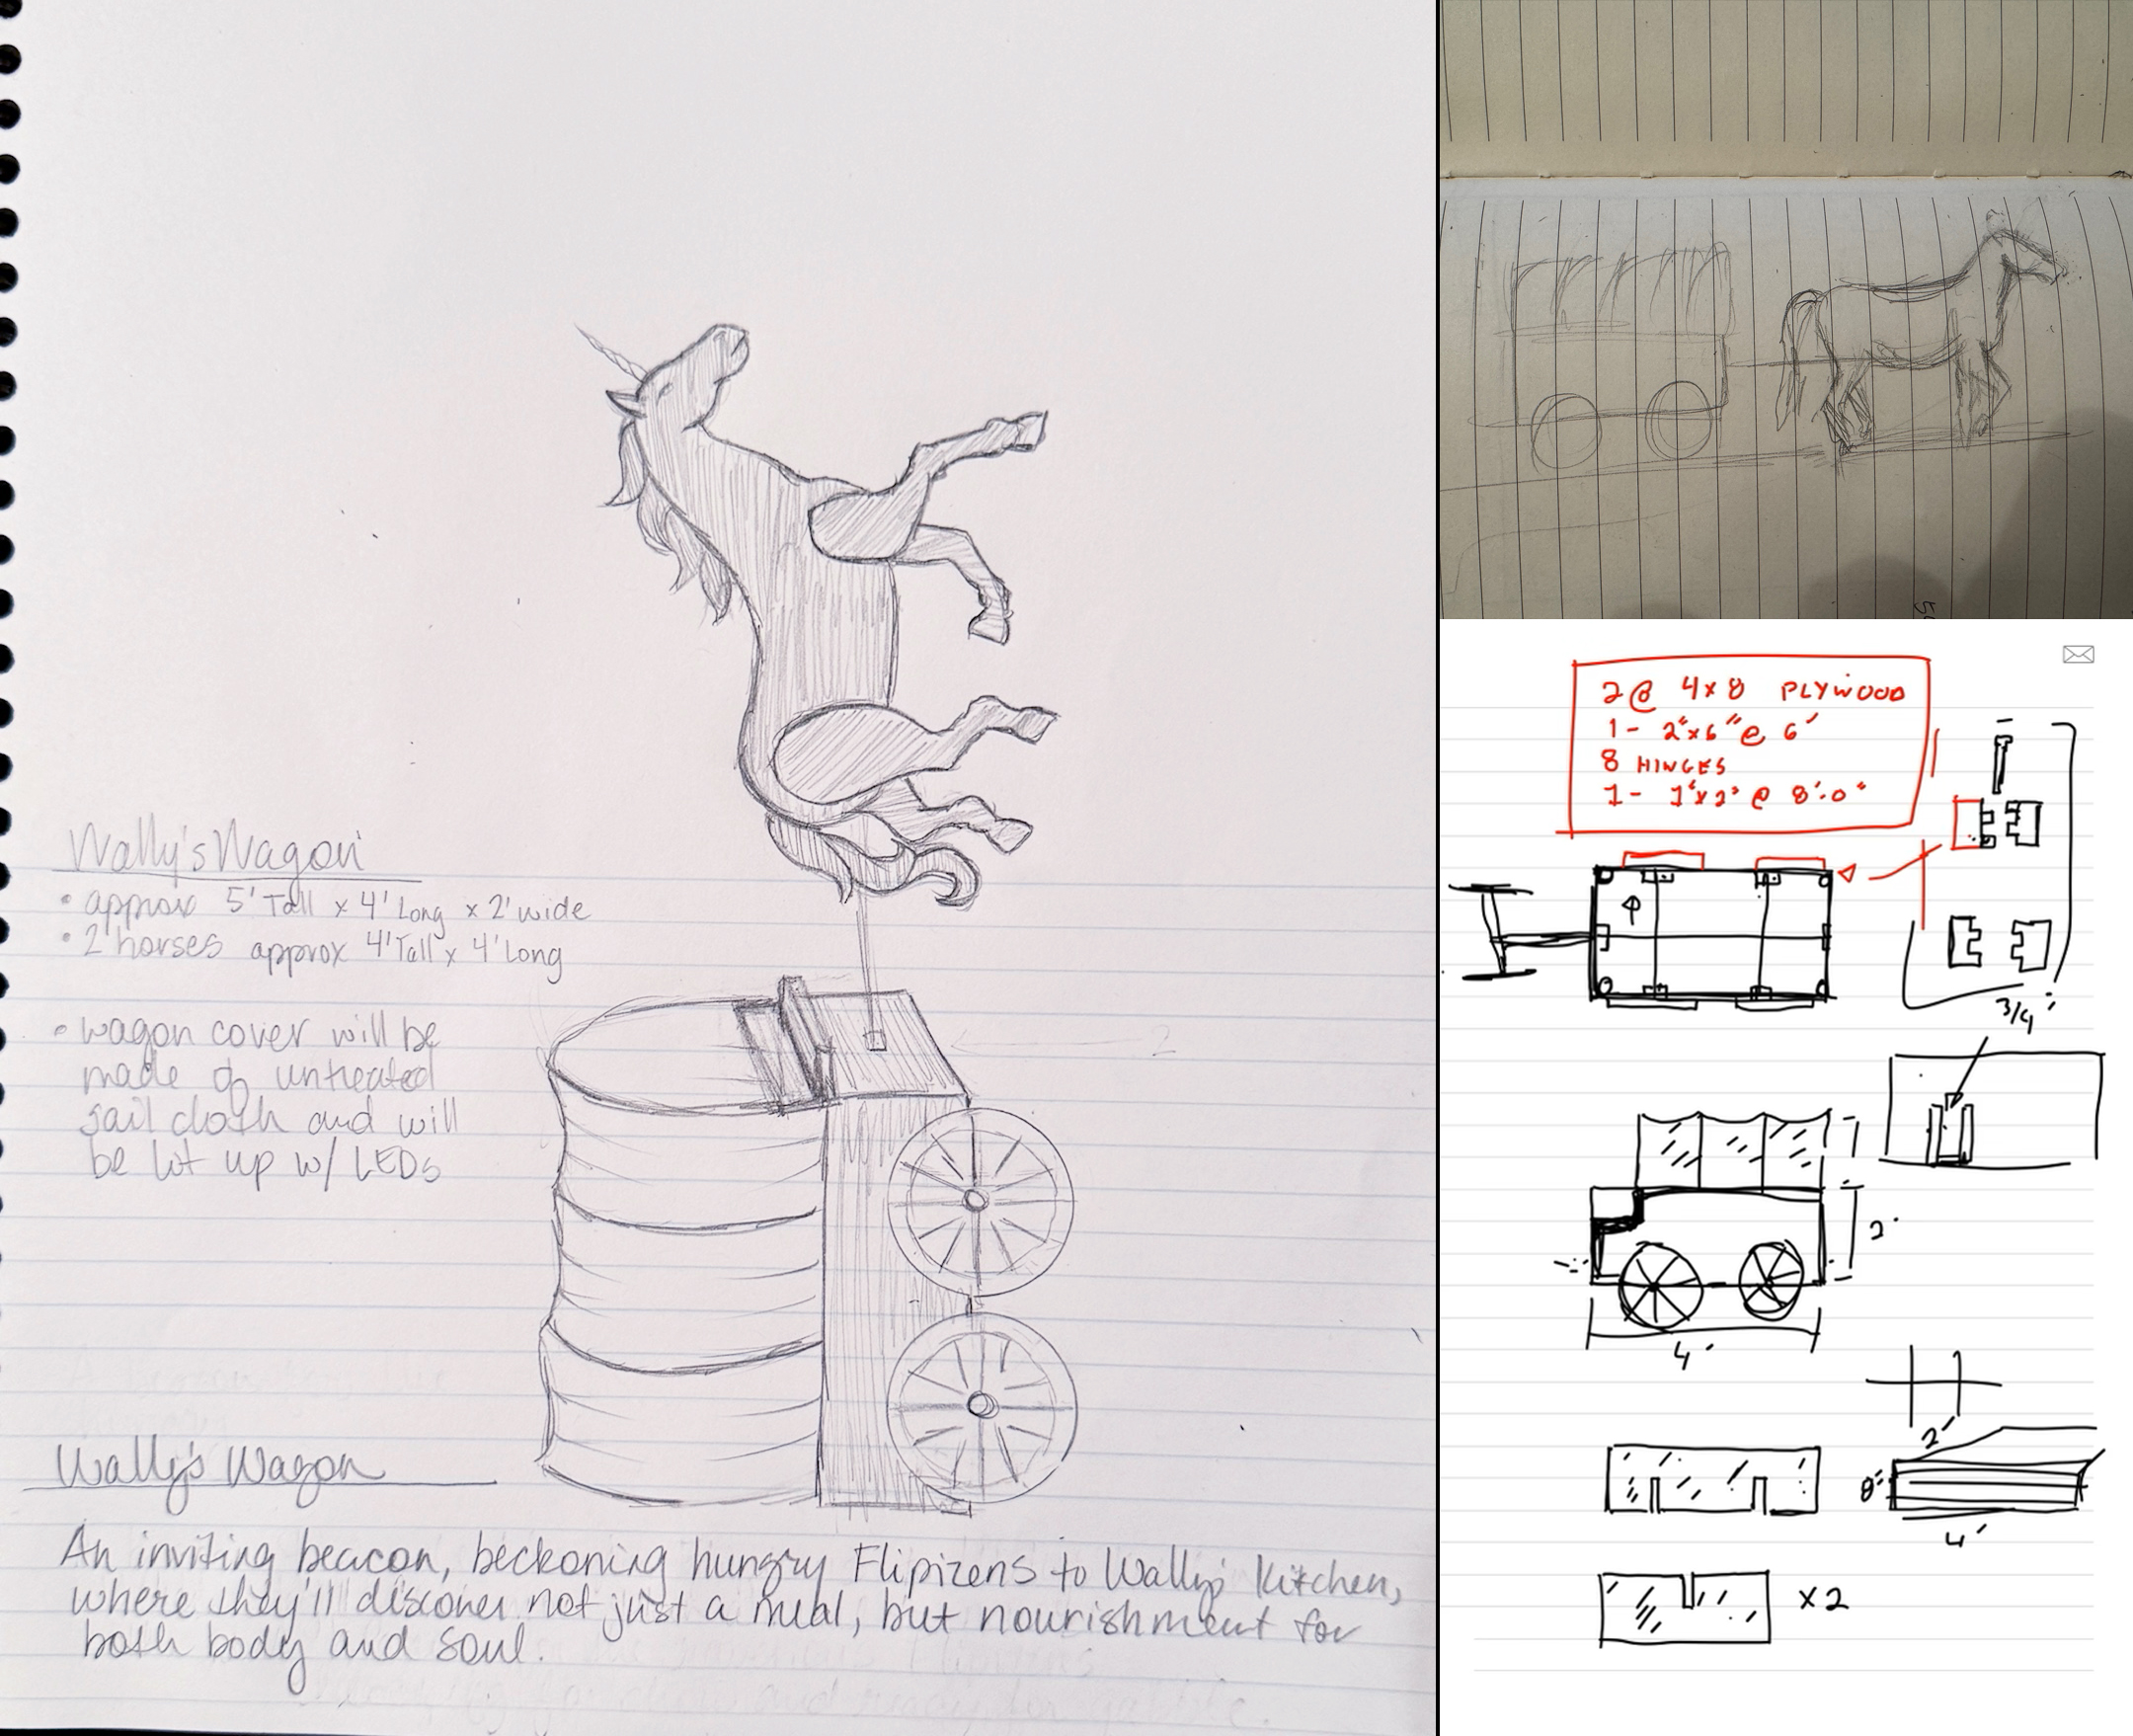 Wally's Wagon
• approx 5' Tall x 4' Long x 2' wide
• 2 horses approx 4' Tall x 4' Long
• wagon cover will be
made of untreated
sail cloth and will
be lit up w/ LEDs
2
Wally's Wagon
An inviting beacon, beckoning hungry Flipizens to Wally's Kitchen,
where they'll discover not just a meal, but nourishment for
both body and soul.
2 @ 4x8 PLYWOOD
1 - 2"x6" @ 6'
8 HINGES
1 - 1"x2" @ 8'-0"
3/4"
2'
4'
2'
8"
4'
x2